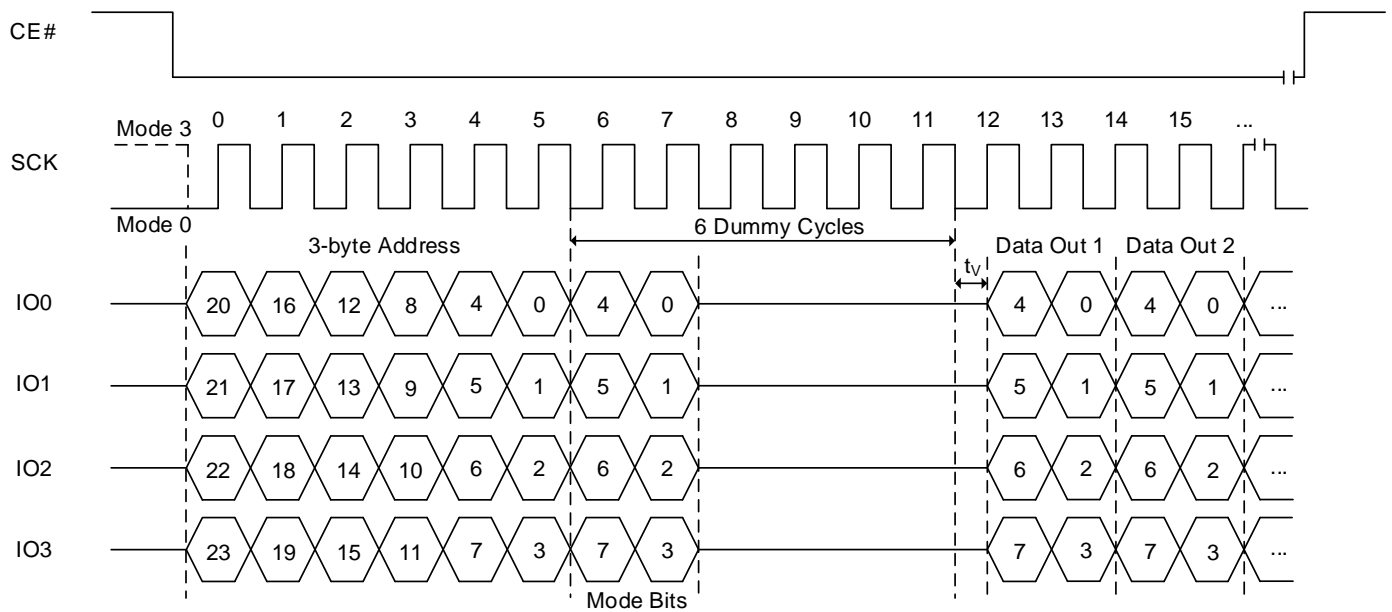 CE#
0 1 2 3 4 5 6 7 8 9 10 11 12 13 14 15 ...
Mode 3
SCK
Mode 0
6 Dummy Cycles
3-byte Address Data Out 1 Data Out 2
tV
IO0 20 16 12 8 4 0 4 0 4 0 4 0 ...
IO1 21 17 13 9 5 1 5 1 5 1 5 1 ...
IO2 22 18 14 10 6 2 6 2 6 2 6 2 ...
IO3 23 19 15 11 7 3 7 3 7 3 7 3 ...
Mode Bits